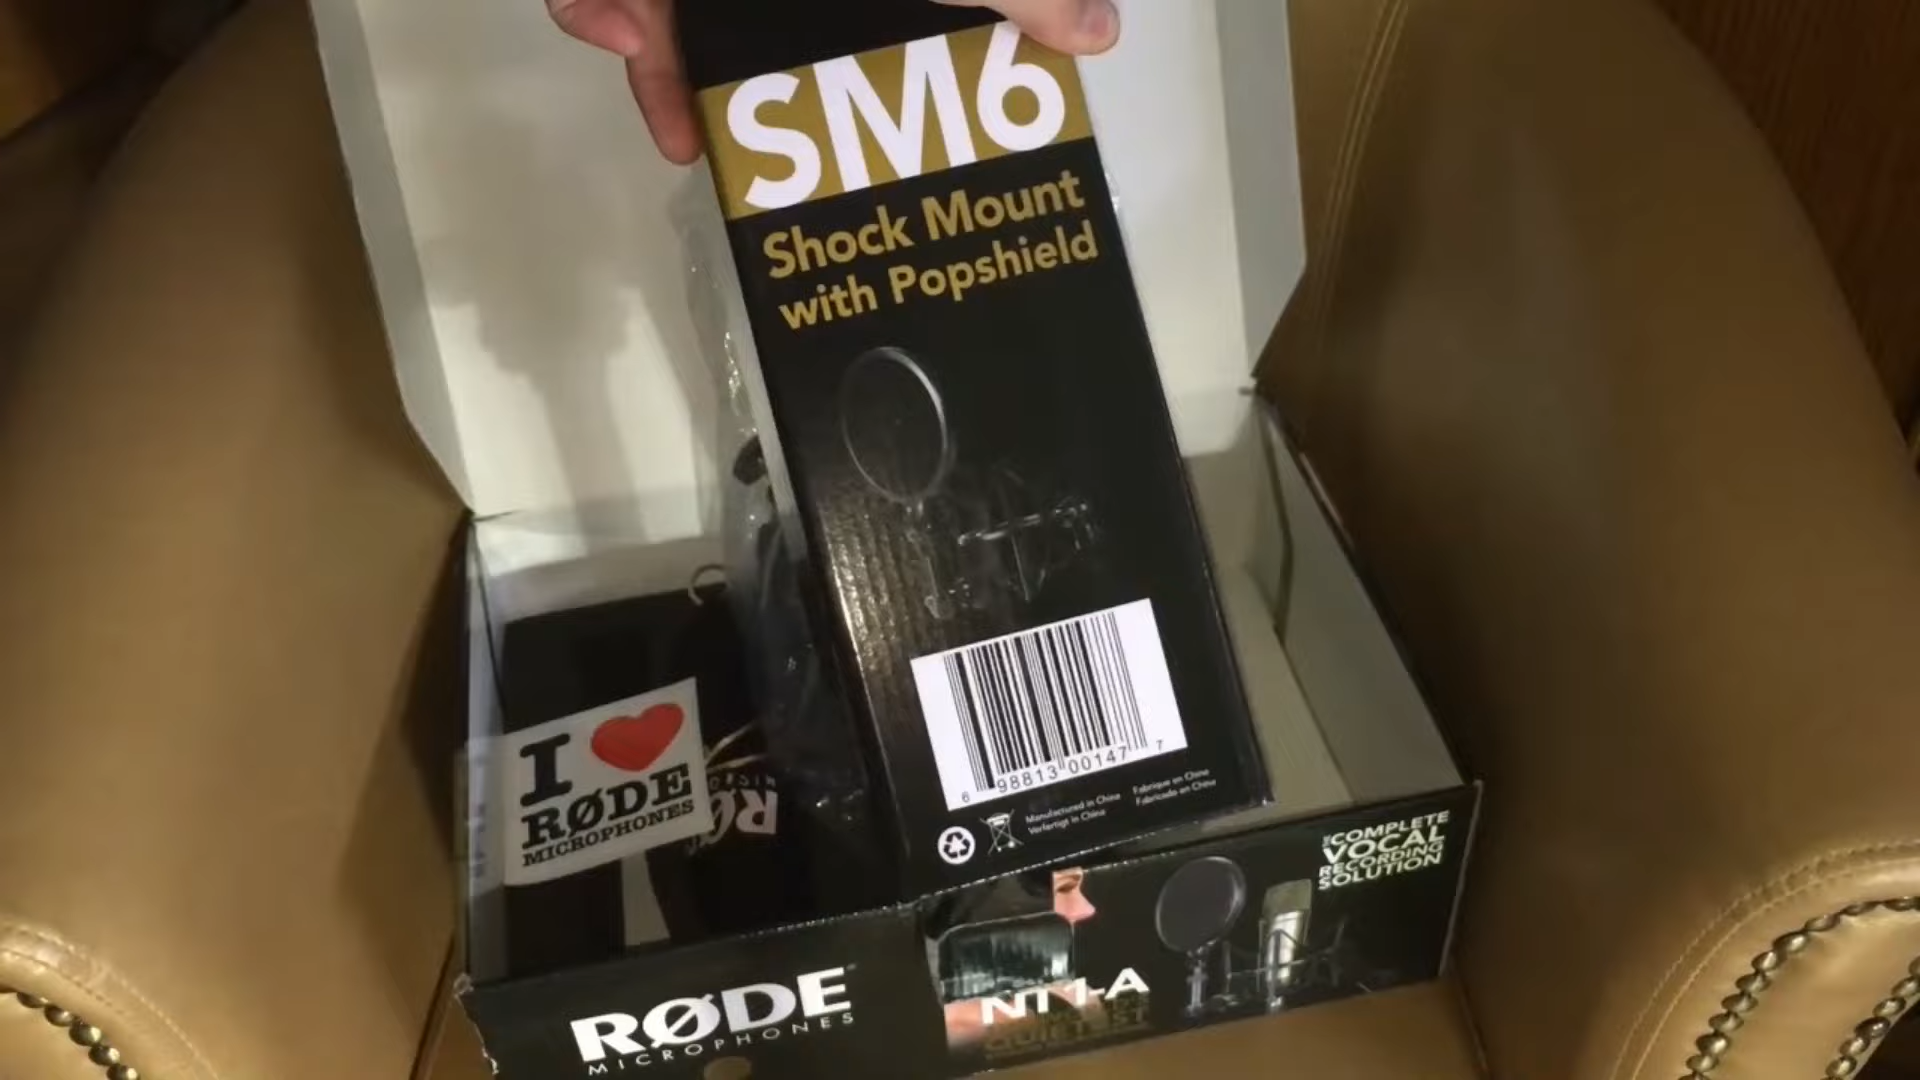 SM6
Shock Mount
with Popshield
6 98813 00147 7
Manufactured in China
Verfertigt in China
Fabriqué en Chine
Fabricado en China
I ❤
RØDE
MICROPHONES
THE COMPLETE
VOCAL
RECORDING
SOLUTION
RØDE
MICROPHONES
NT1-A